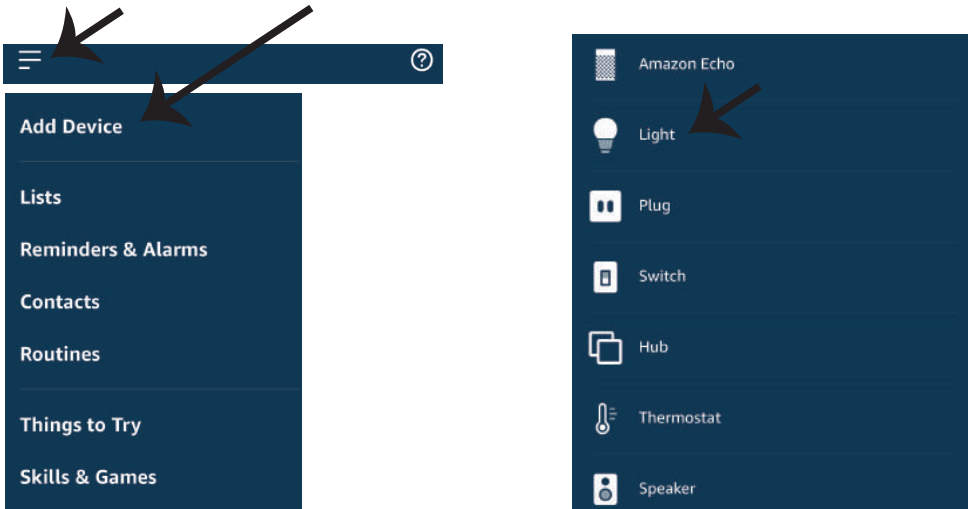 ?
Add Device
Lists
Reminders & Alarms
Contacts
Routines
Things to Try
Skills & Games
Amazon Echo
Light
Plug
Switch
Hub
Thermostat
Speaker